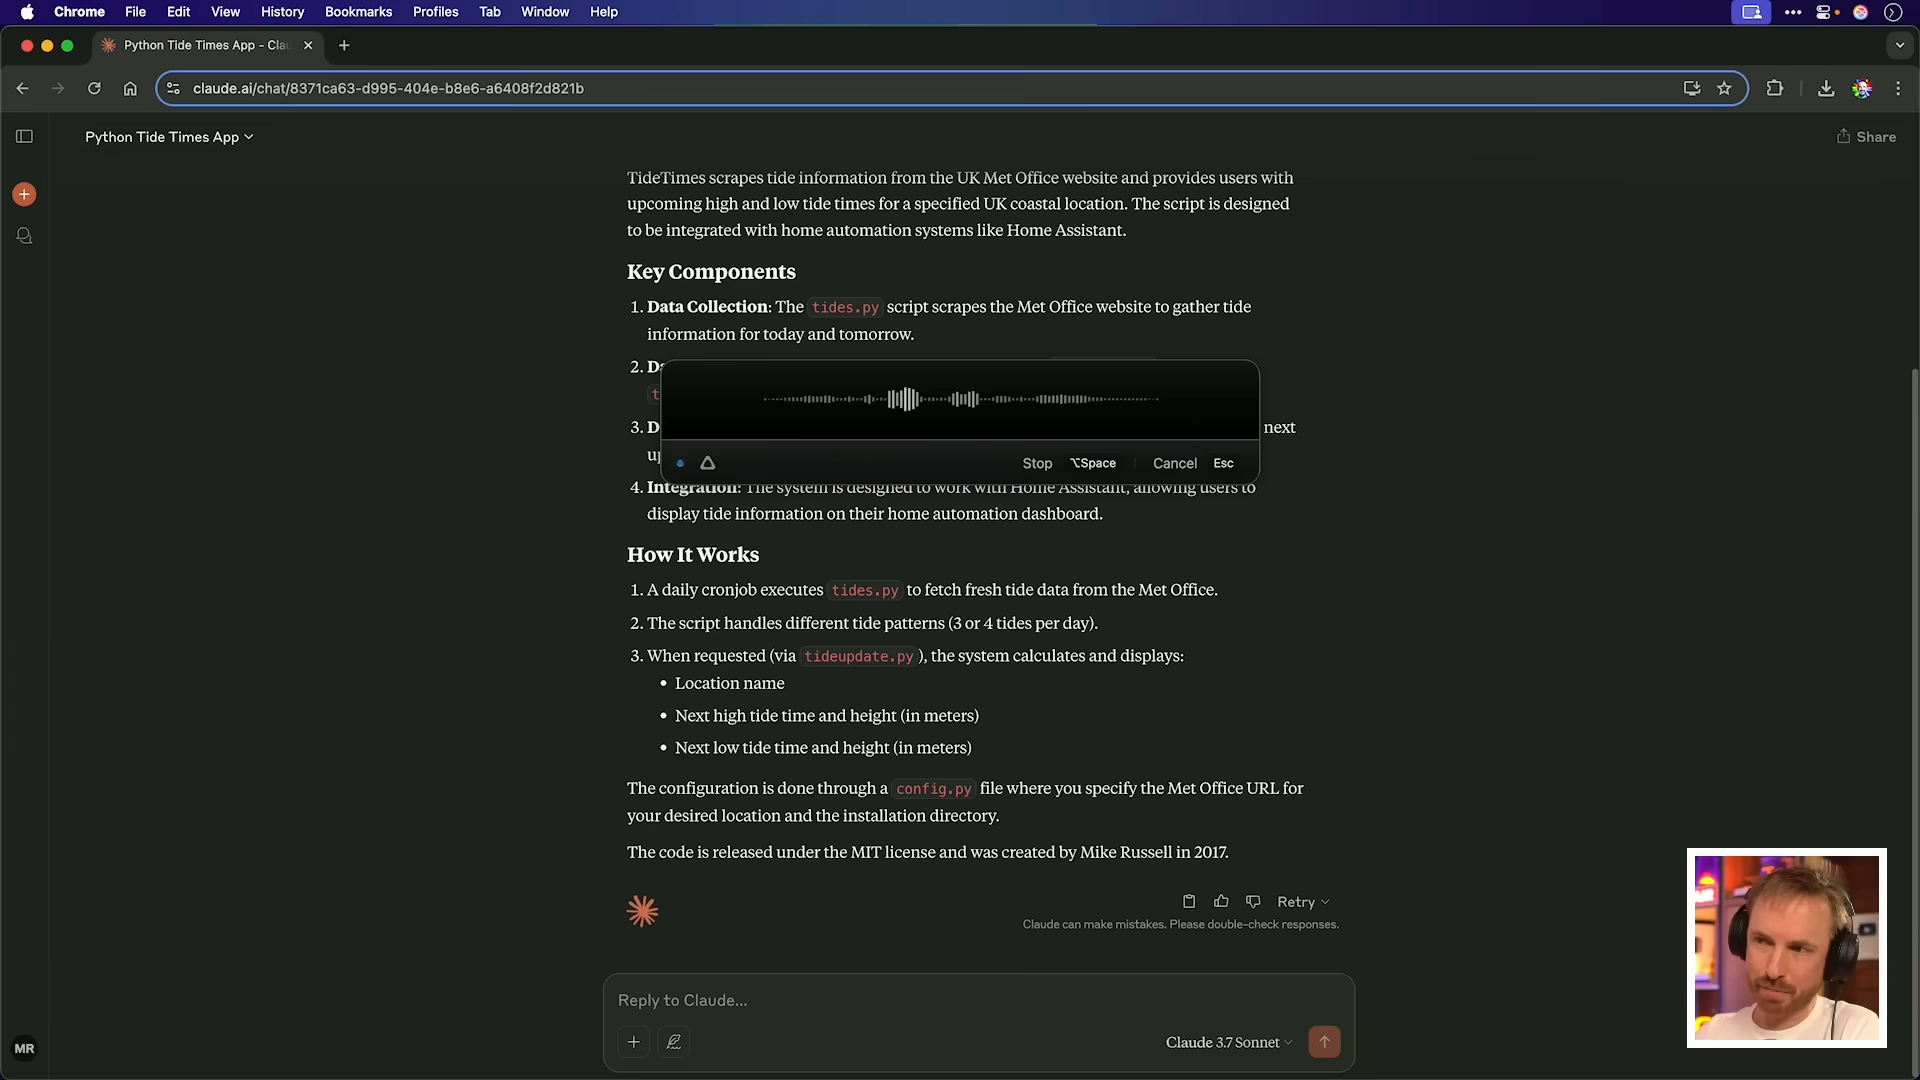 Chrome File Edit View History Bookmarks Profiles Tab Window Help
Python Tide Times App - Cla
claude.ai/chat/8371ca63-d995-404e-b8e6-a6408f2d821b
Python Tide Times App
Share
TideTimes scrapes tide information from the UK Met Office website and provides users with
upcoming high and low tide times for a specified UK coastal location. The script is designed
to be integrated with home automation systems like Home Assistant.
Key Components
1. Data Collection: The tides.py script scrapes the Met Office website to gather tide
information for today and tomorrow.
2.
3. next
Stop ⌥Space Cancel Esc
4. Integration: The system is designed to work with Home Assistant, allowing users to
display tide information on their home automation dashboard.
How It Works
1. A daily cronjob executes tides.py to fetch fresh tide data from the Met Office.
2. The script handles different tide patterns (3 or 4 tides per day).
3. When requested (via tideupdate.py), the system calculates and displays:
• Location name
• Next high tide time and height (in meters)
• Next low tide time and height (in meters)
The configuration is done through a config.py file where you specify the Met Office URL for
your desired location and the installation directory.
The code is released under the MIT license and was created by Mike Russell in 2017.
Retry
Claude can make mistakes. Please double-check responses.
Reply to Claude...
Claude 3.7 Sonnet
MR